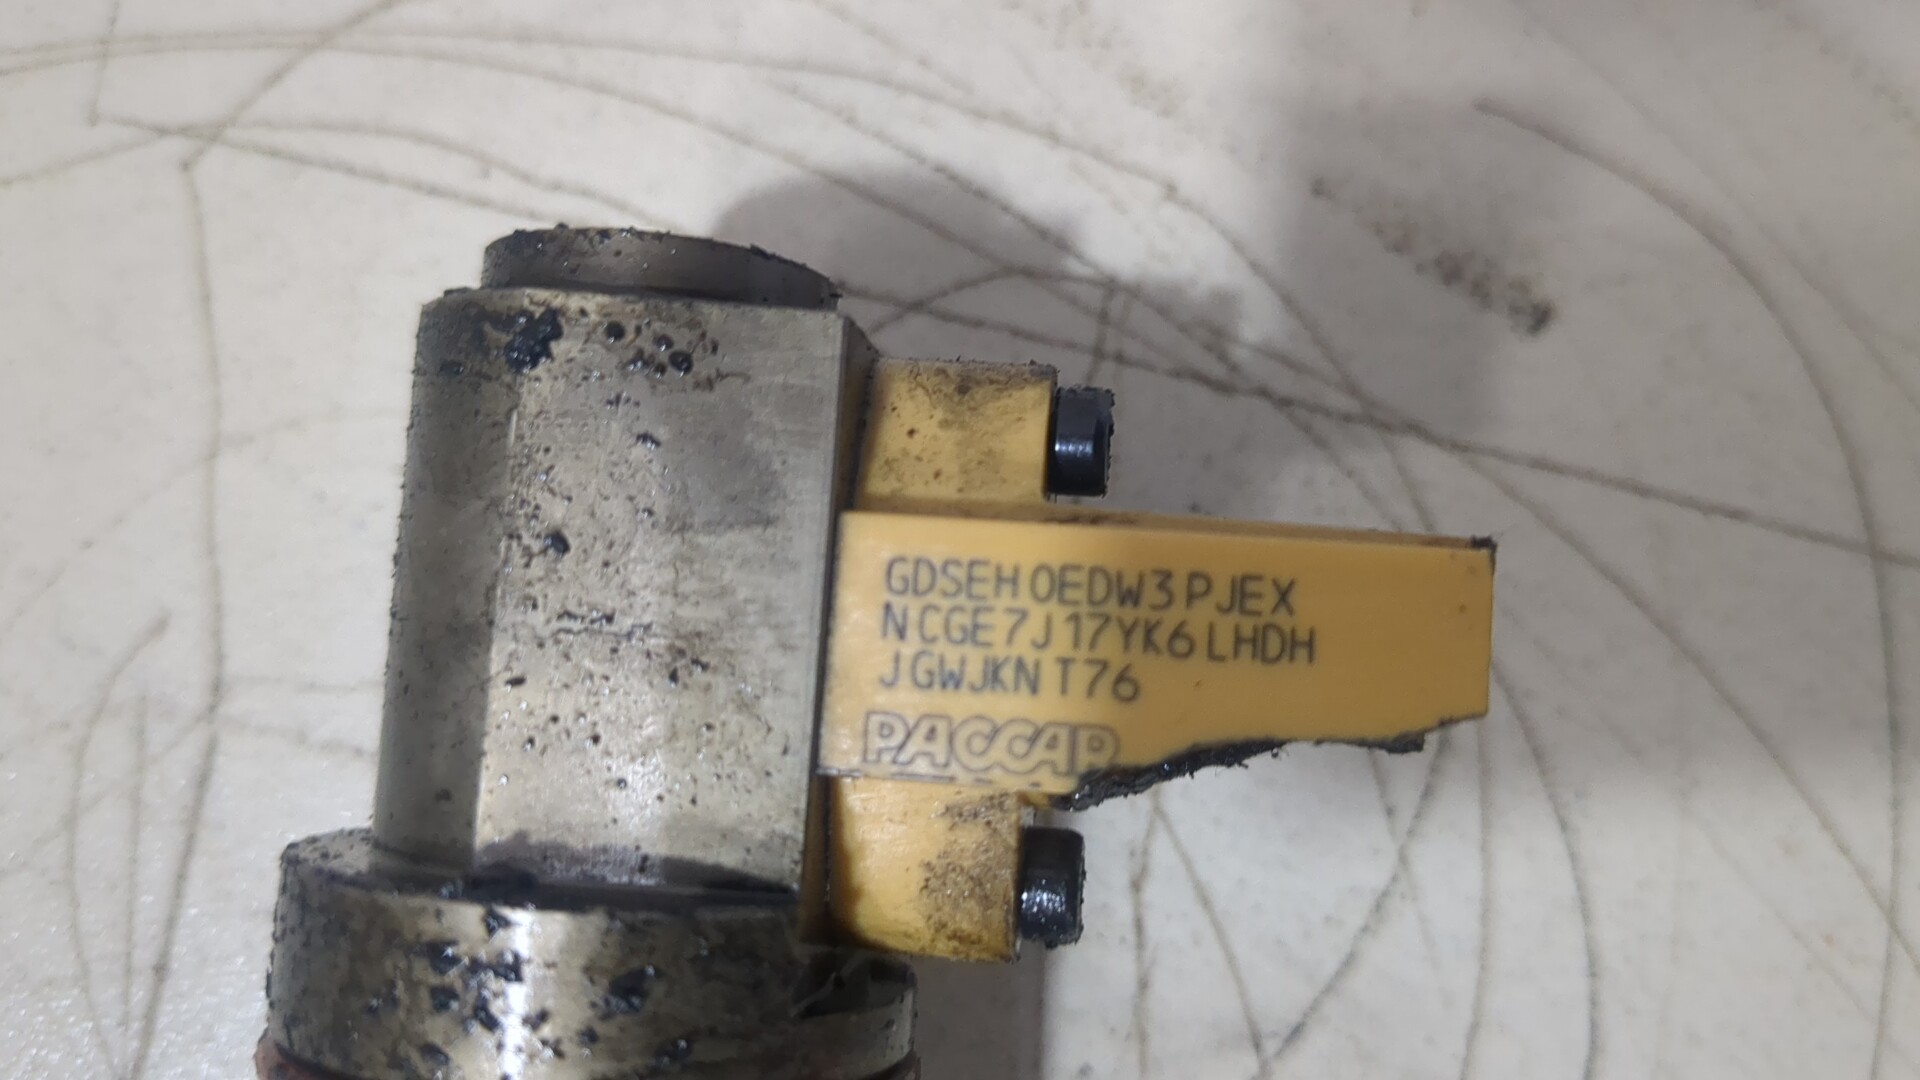 GDSEH0EDW3PJEX
NCGE7J17YK6LHDH
JGWJKNT76
PACCAR